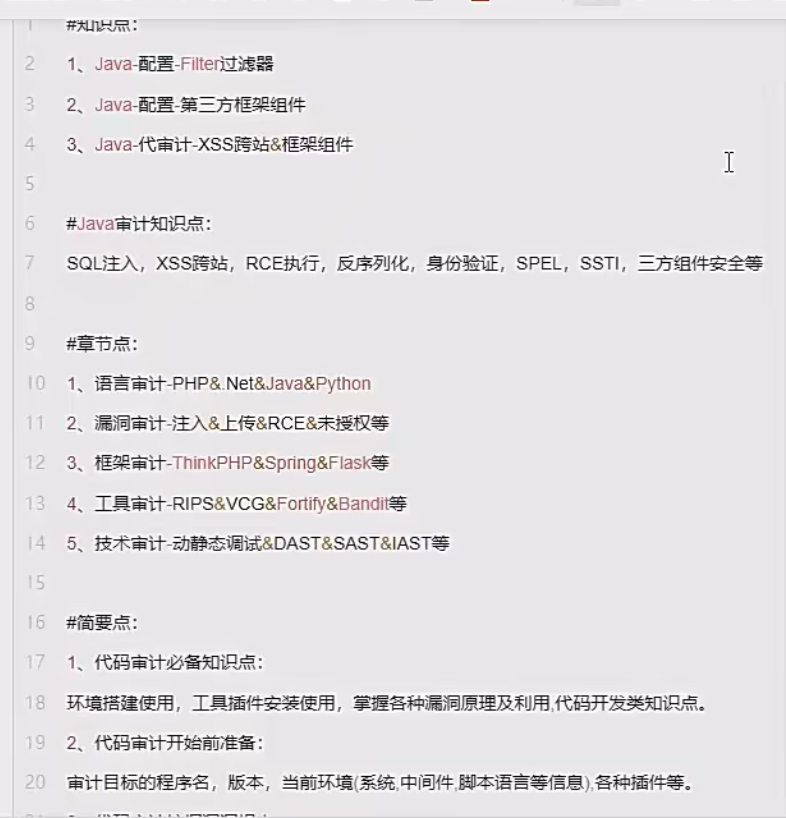 1 #知识点：
2 1、Java-配置-Filter过滤器
3 2、Java-配置-第三方框架组件
4 3、Java-代审计-XSS跨站&框架组件
5
6 #Java审计知识点：
7 SQL注入，XSS跨站，RCE执行，反序列化，身份验证，SPEL，SSTI，三方组件安全等
8
9 #章节点：
10 1、语言审计-PHP&.Net&Java&Python
11 2、漏洞审计-注入&上传&RCE&未授权等
12 3、框架审计-ThinkPHP&Spring&Flask等
13 4、工具审计-RIPS&VCG&Fortify&Bandit等
14 5、技术审计-动静态调试&DAST&SAST&IAST等
15
16 #简要点：
17 1、代码审计必备知识点：
18 环境搭建使用，工具插件安装使用，掌握各种漏洞原理及利用,代码开发类知识点。
19 2、代码审计开始前准备：
20 审计目标的程序名，版本，当前环境(系统,中间件,脚本语言等信息),各种插件等。